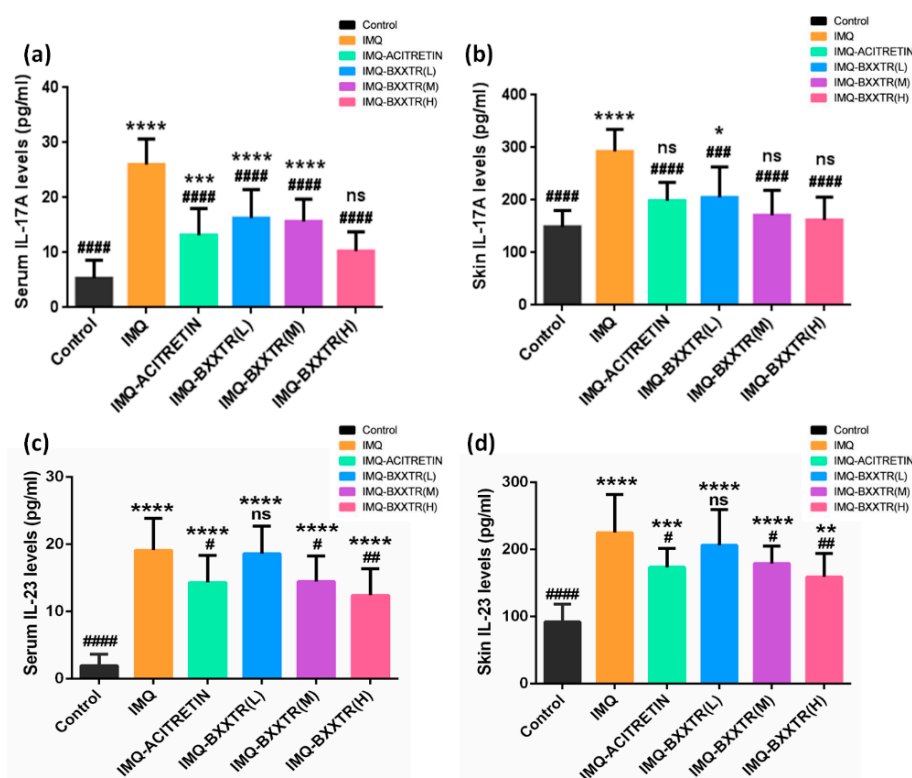 (a)
Control
IMQ
IMQ-ACITRETIN
IMQ-BXXTR(L)
IMQ-BXXTR(M)
IMQ-BXXTR(H)
Serum IL-17A levels (pg/ml)
40
30
20
10
0
####
****
***
####
****
####
****
####
ns
####
Control
IMQ
IMQ-ACITRETIN
IMQ-BXXTR(L)
IMQ-BXXTR(M)
IMQ-BXXTR(H)
(b)
Control
IMQ
IMQ-ACITRETIN
IMQ-BXXTR(L)
IMQ-BXXTR(M)
IMQ-BXXTR(H)
Skin IL-17A levels (pg/ml)
400
300
200
100
0
####
****
ns
####
*
###
ns
####
ns
####
Control
IMQ
IMQ-ACITRETIN
IMQ-BXXTR(L)
IMQ-BXXTR(M)
IMQ-BXXTR(H)
(c)
Control
IMQ
IMQ-ACITRETIN
IMQ-BXXTR(L)
IMQ-BXXTR(M)
IMQ-BXXTR(H)
Serum IL-23 levels (pg/ml)
30
20
10
0
####
****
****
#
****
ns
****
#
****
##
Control
IMQ
IMQ-ACITRETIN
IMQ-BXXTR(L)
IMQ-BXXTR(M)
IMQ-BXXTR(H)
(d)
Control
IMQ
IMQ-ACITRETIN
IMQ-BXXTR(L)
IMQ-BXXTR(M)
IMQ-BXXTR(H)
Skin IL-23 levels (pg/ml)
300
200
100
0
####
****
***
#
****
ns
****
#
**
##
Control
IMQ
IMQ-ACITRETIN
IMQ-BXXTR(L)
IMQ-BXXTR(M)
IMQ-BXXTR(H)